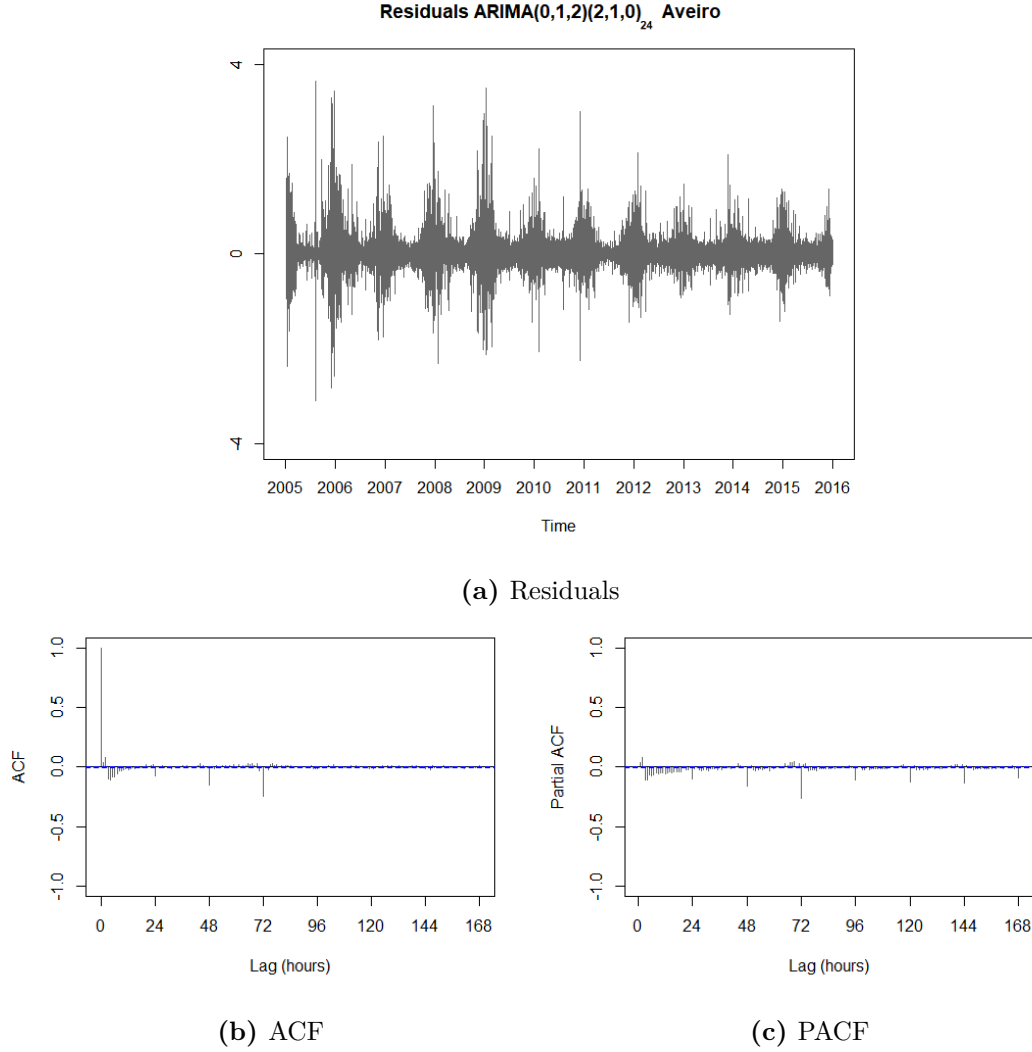 Residuals ARIMA(0,1,2)(2,1,0)24 Aveiro
4
0
-4
2005 2006 2007 2008 2009 2010 2011 2012 2013 2014 2015 2016
Time
(a) Residuals
ACF
1.0
0.5
0.0
-0.5
-1.0
0 24 48 72 96 120 144 168
Lag (hours)
(b) ACF
Partial ACF
1.0
0.5
0.0
-0.5
-1.0
0 24 48 72 96 120 144 168
Lag (hours)
(c) PACF